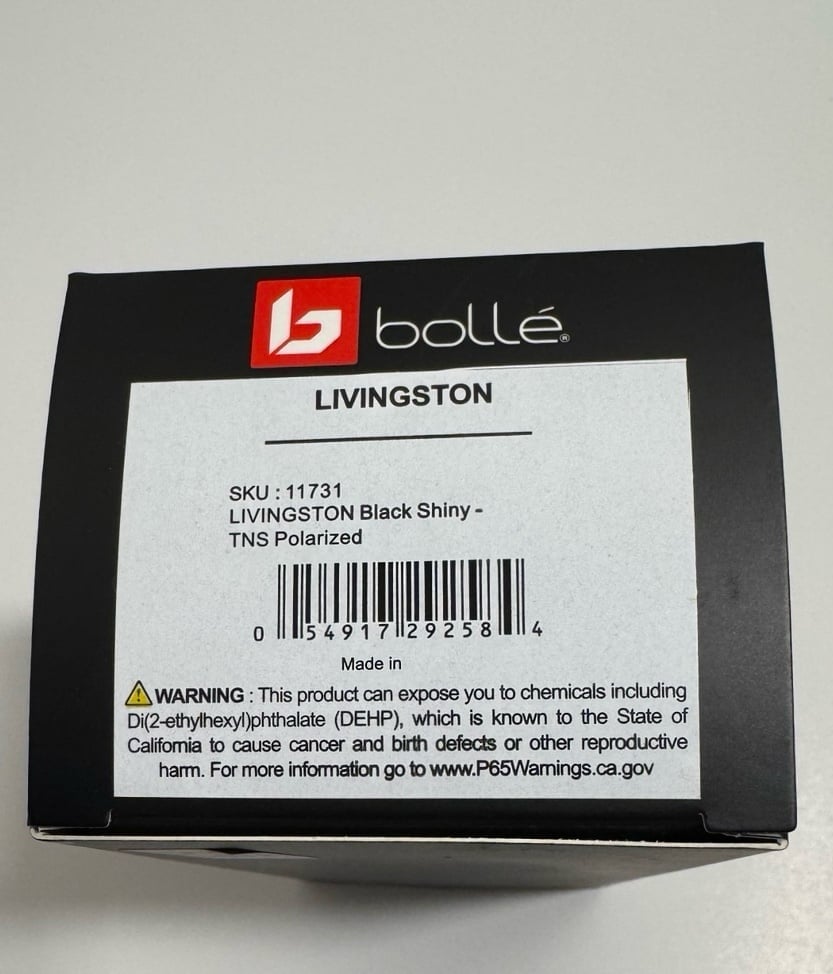 bollé®
LIVINGSTON
SKU : 11731
LIVINGSTON Black Shiny -
TNS Polarized
0 54917 29258 4
Made in
WARNING : This product can expose you to chemicals including
Di(2-ethylhexyl)phthalate (DEHP), which is known to the State of
California to cause cancer and birth defects or other reproductive
harm. For more information go to www.P65Warnings.ca.gov